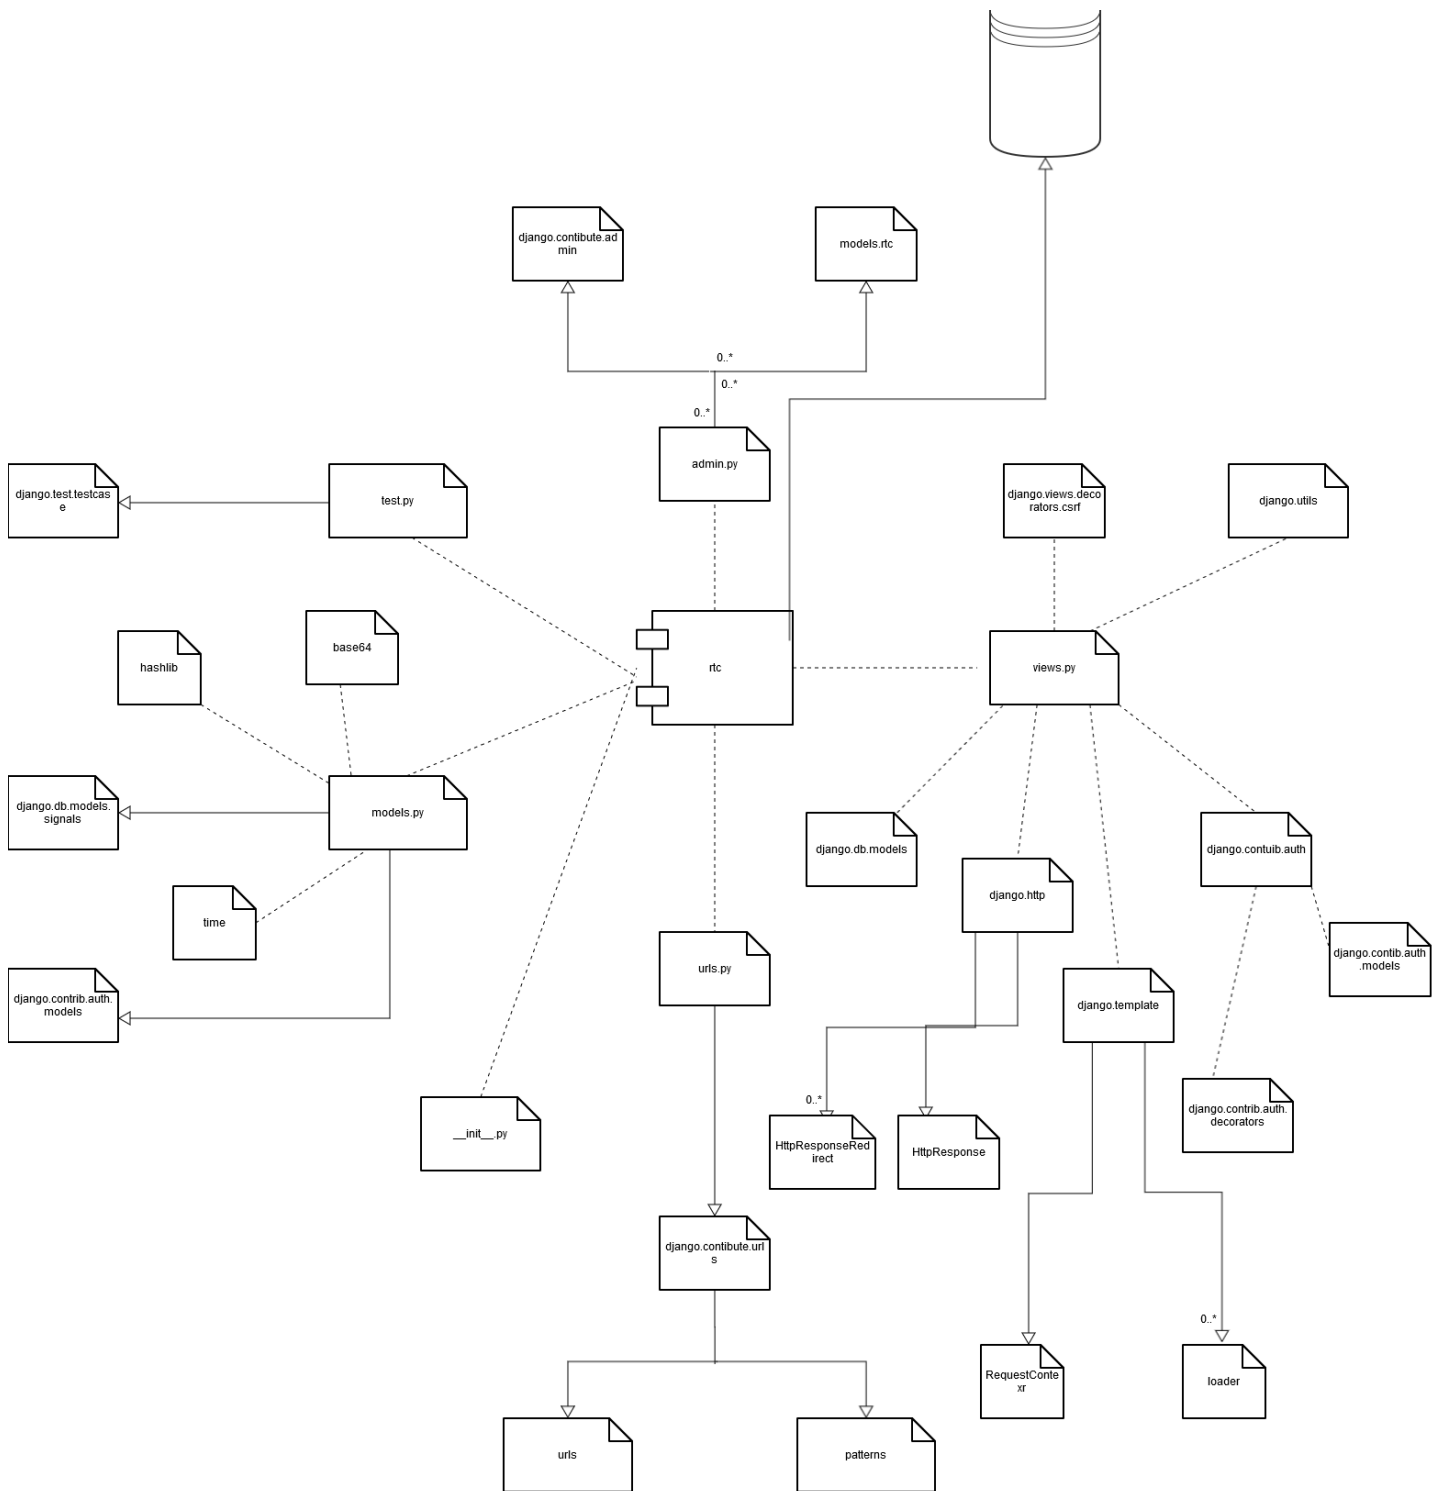 django.contibute.ad
min
models.rtc
0..*
0..*
0..*
admin.py
django.test.testcas
e
test.py
django.views.deco
rators.csrf
django.utils
hashlib
base64
rtc
views.py
django.db.models.
signals
models.py
django.db.models
django.contuib.auth
time
django.http
django.contrib.auth.
models
urls.py
django.template
django.contib.auth
.models
__init__.py
0..*
HttpResponseRed
irect
HttpResponse
django.contrib.auth.
decorators
django.contibute.url
s
0..*
RequestConte
xr
loader
urls
patterns